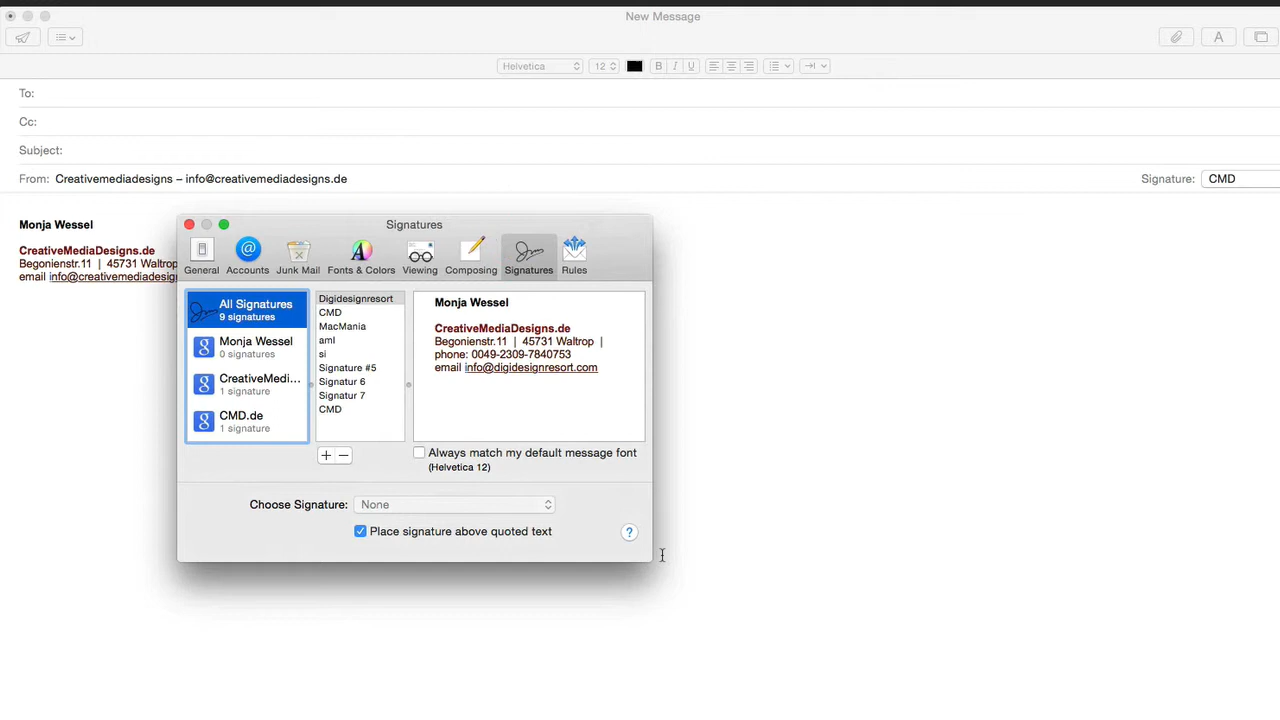 New Message
A
Helvetica 12 B I U
To:
Cc:
Subject:
From: Creativemediadesigns – info@creativemediadesigns.de Signature: CMD
Monja Wessel
CreativeMediaDesigns.de
Begonienstr.11 | 45731 Waltrop
email info@creativemediadesign
Signatures
General @ Accounts Junk Mail Fonts & Colors Viewing Composing Signatures Rules
All Signatures
9 signatures
Monja Wessel
0 signatures
CreativeMedi...
1 signature
CMD.de
1 signature
Digidesignresort
CMD
MacMania
aml
si
Signature #5
Signatur 6
Signatur 7
CMD
+ −
Monja Wessel
CreativeMediaDesigns.de
Begonienstr.11 | 45731 Waltrop |
phone: 0049-2309-7840753
email info@digidesignresort.com
Always match my default message font
(Helvetica 12)
Choose Signature: None
Place signature above quoted text
?